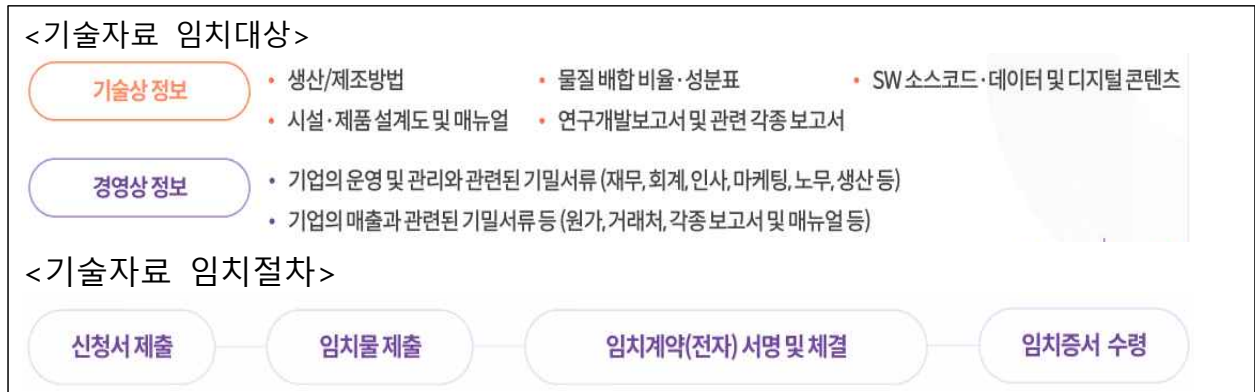 <기술자료 임치대상>
기술상 정보
• 생산/제조방법 • 물질 배합 비율·성분표 • SW 소스코드·데이터 및 디지털 콘텐츠
• 시설·제품 설계도 및 매뉴얼 • 연구개발보고서 및 관련 각종 보고서
경영상 정보
• 기업의 운영 및 관리와 관련된 기밀서류 (재무, 회계, 인사, 마케팅, 노무, 생산 등)
• 기업의 매출과 관련된 기밀서류 등 (원가, 거래처, 각종 보고서 및 매뉴얼 등)
<기술자료 임치절차>
신청서 제출 임치물 제출 임치계약(전자) 서명 및 체결 임치증서 수령